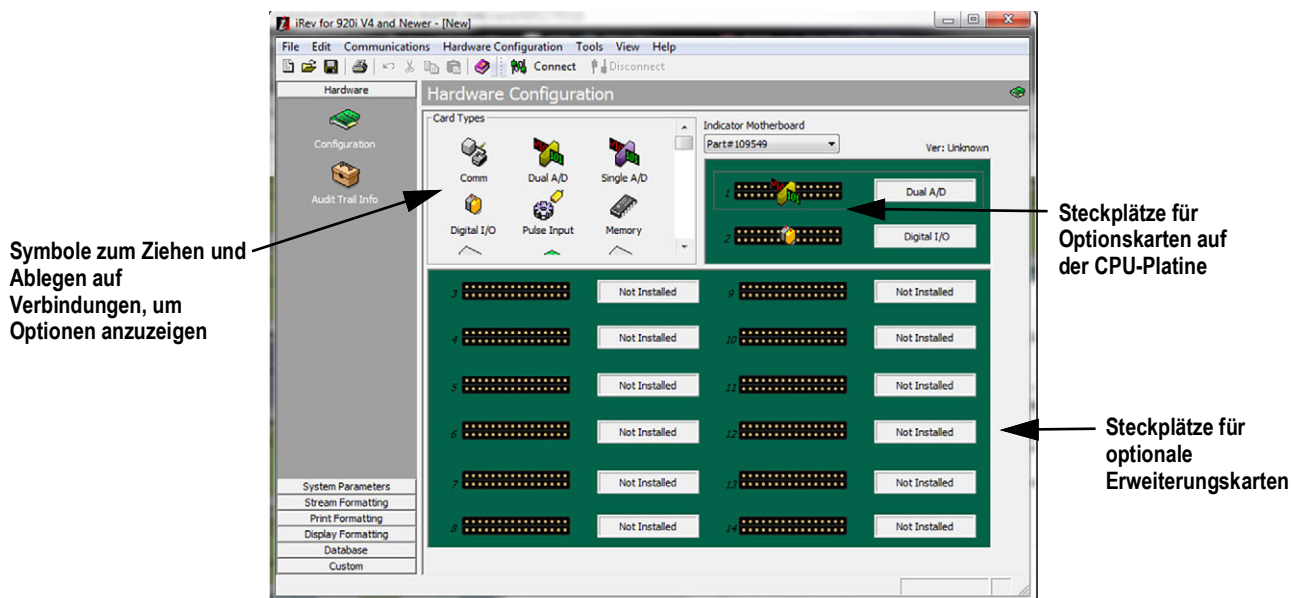 iRev for 920i V4 and Newer - [New]
File Edit Communications Hardware Configuration Tools View Help
Connect Disconnect
Hardware
Configuration
Audit Trail Info
System Parameters
Stream Formatting
Print Formatting
Display Formatting
Database
Custom
Hardware Configuration
Card Types
Comm Dual A/D Single A/D
Digital I/O Pulse Input Memory
Indicator Motherboard
Part#109549 Ver: Unknown
1 Dual A/D
2 Digital I/O
3 Not Installed 9 Not Installed
4 Not Installed 10 Not Installed
5 Not Installed 11 Not Installed
6 Not Installed 12 Not Installed
7 Not Installed 13 Not Installed
8 Not Installed 14 Not Installed
Symbole zum Ziehen und
Ablegen auf
Verbindungen, um
Optionen anzuzeigen
Steckplätze für
Optionskarten auf
der CPU-Platine
Steckplätze für
optionale
Erweiterungskarten